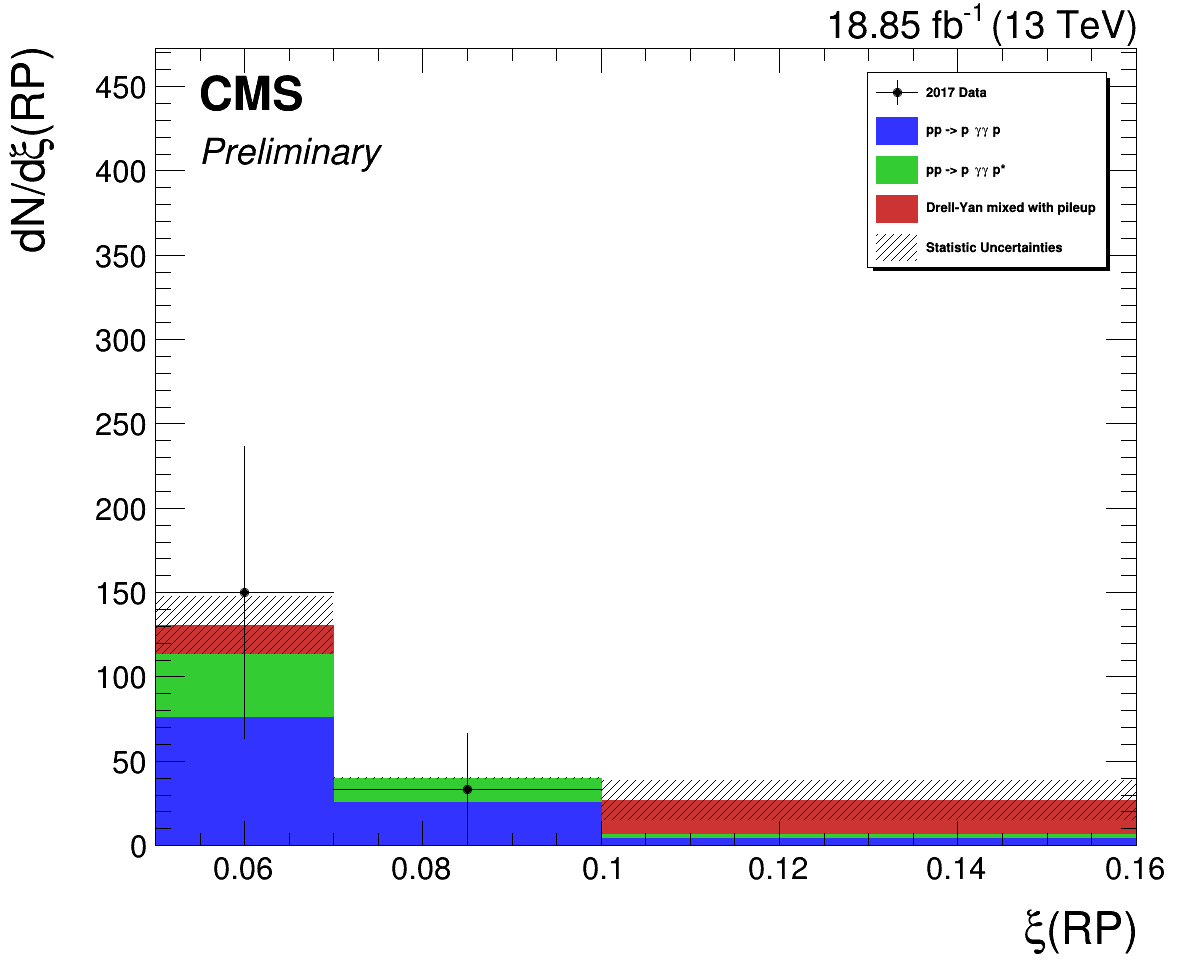 18.85 fb⁻¹ (13 TeV)
dN/dξ(RP)
CMS
Preliminary
2017 Data
pp -> p γγ p
pp -> p γγ p*
Drell-Yan mixed with pileup
Statistic Uncertainties
450
400
350
300
250
200
150
100
50
0
0.06 0.08 0.1 0.12 0.14 0.16
ξ(RP)